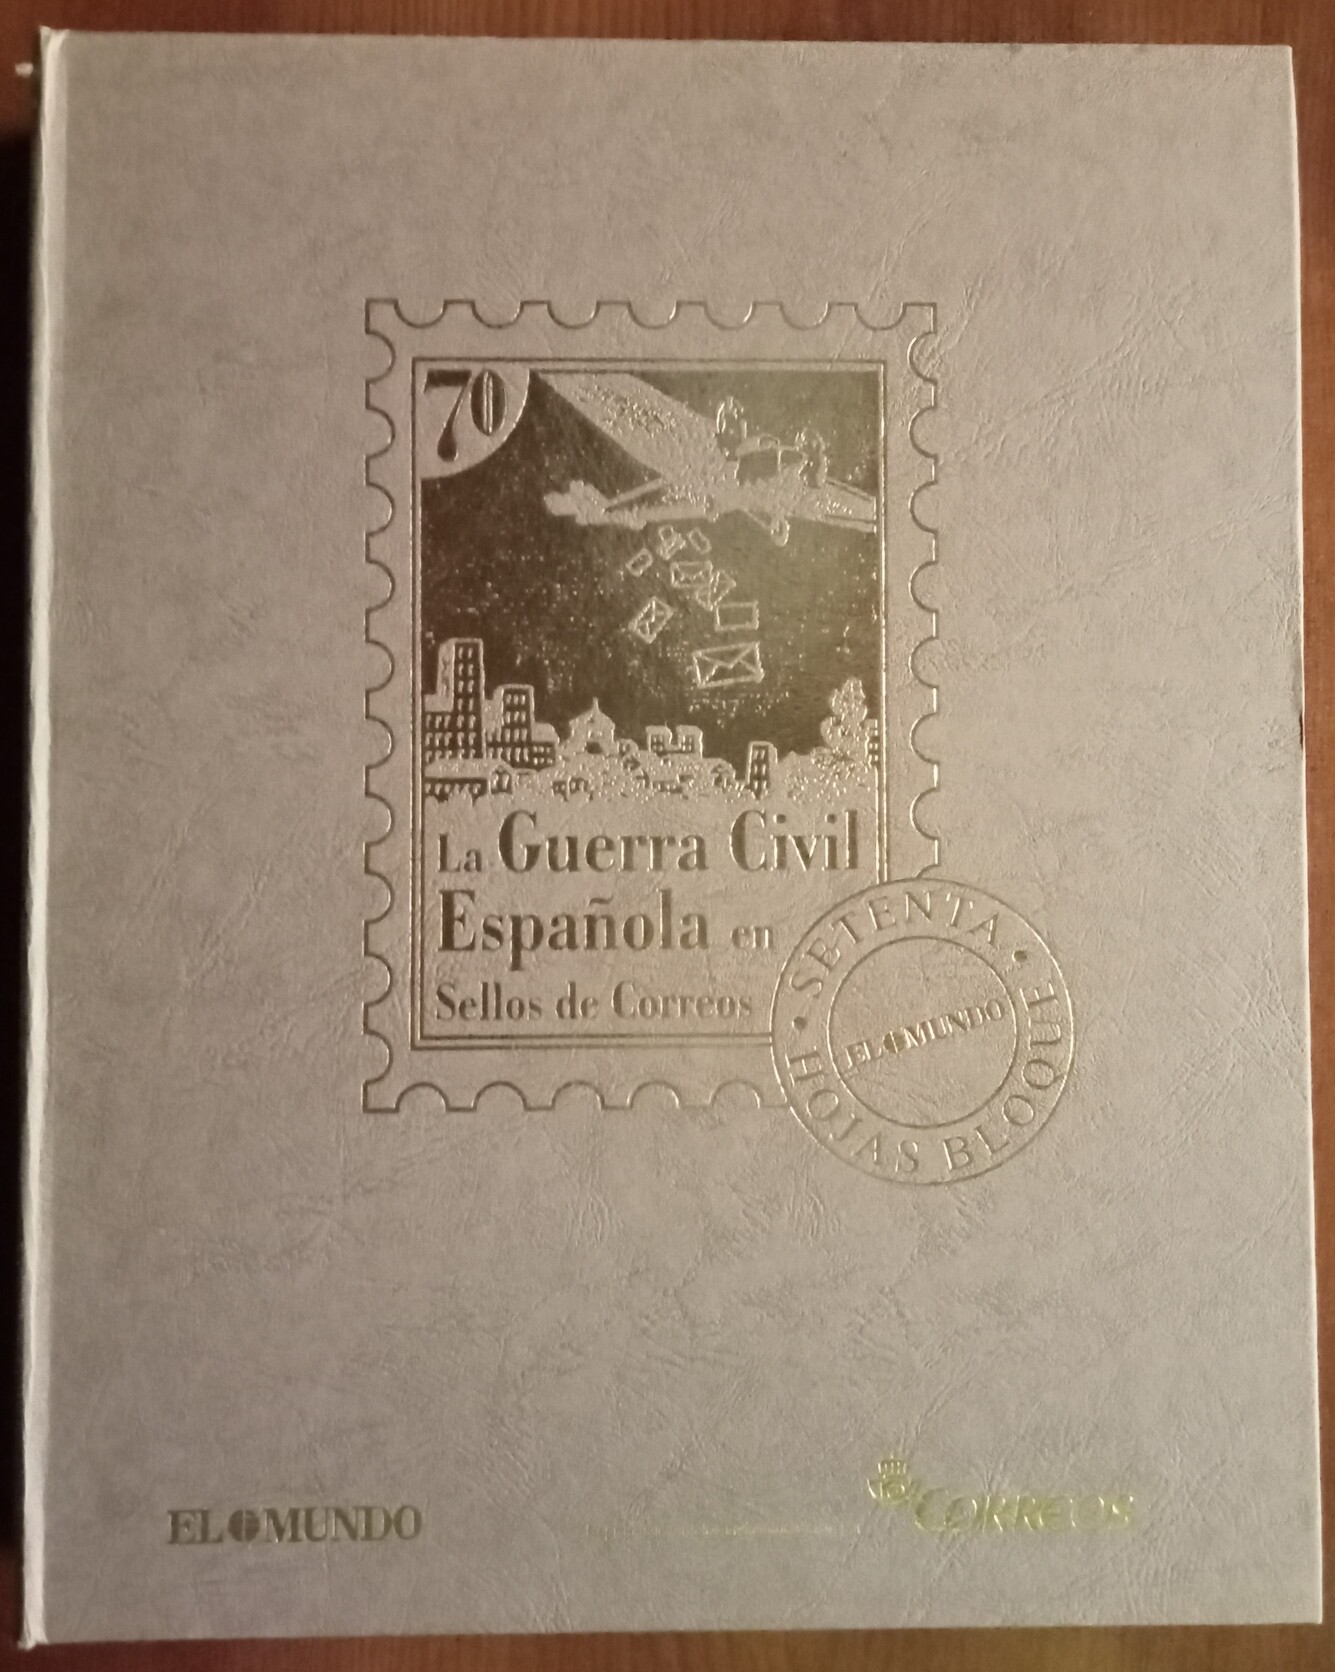 70
La Guerra Civil
Española en
Sellos de Correos
SETENTA
HOJAS BLOQUE
EL MUNDO
EL MUNDO
CORREOS